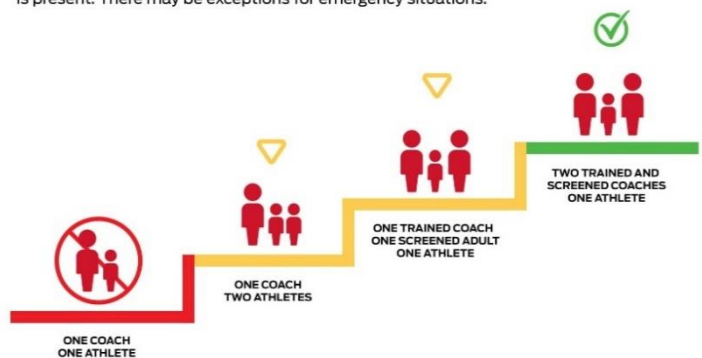 is present. There may be exceptions for emergency situations.
ONE COACH
ONE ATHLETE
ONE COACH
TWO ATHLETES
ONE TRAINED COACH
ONE SCREENED ADULT
ONE ATHLETE
TWO TRAINED AND
SCREENED COACHES
ONE ATHLETE